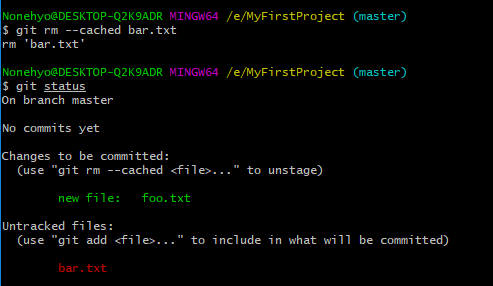 Nonehyo@DESKTOP-Q2K9ADR MINGW64 /e/MyFirstProject (master)
$ git rm --cached bar.txt
rm 'bar.txt'
Nonehyo@DESKTOP-Q2K9ADR MINGW64 /e/MyFirstProject (master)
$ git status
On branch master
No commits yet
Changes to be committed:
(use "git rm --cached <file>..." to unstage)
new file: foo.txt
Untracked files:
(use "git add <file>..." to include in what will be committed)
bar.txt